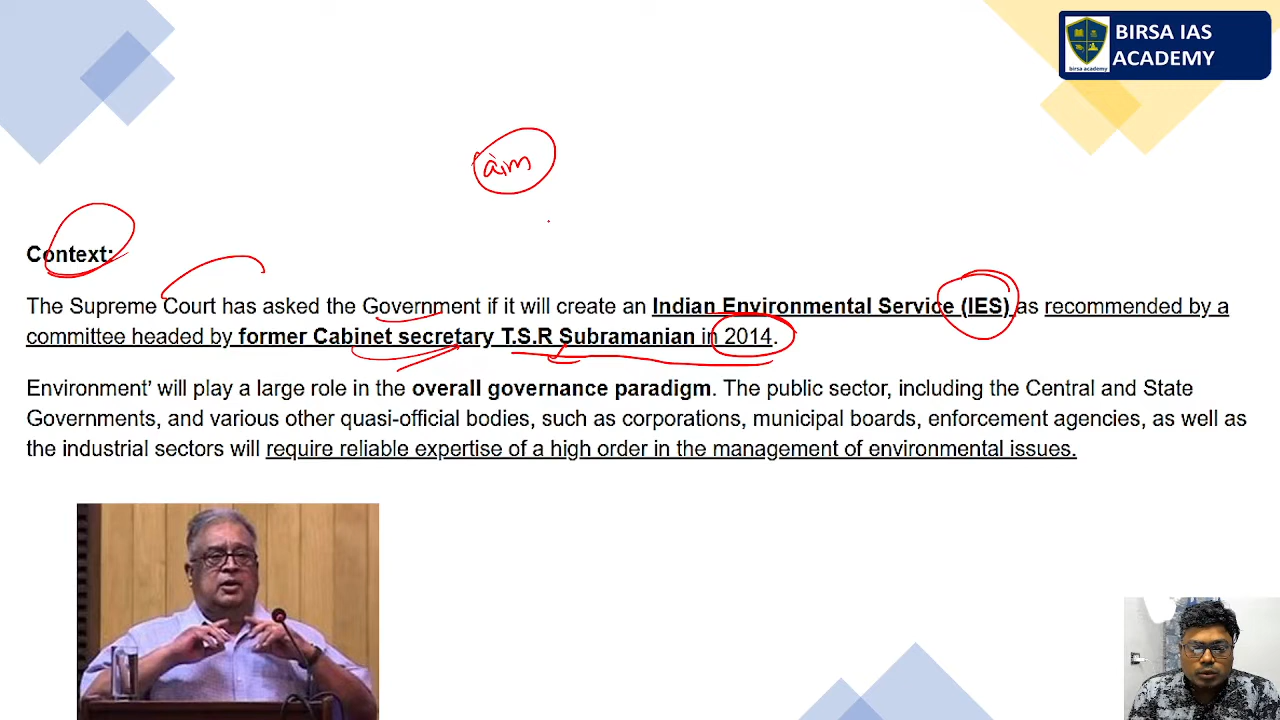 BIRSA IAS
ACADEMY
birsa academy
aim
Context:
The Supreme Court has asked the Government if it will create an Indian Environmental Service (IES) as recommended by a
committee headed by former Cabinet secretary T.S.R Subramanian in 2014.
Environment’ will play a large role in the overall governance paradigm. The public sector, including the Central and State
Governments, and various other quasi-official bodies, such as corporations, municipal boards, enforcement agencies, as well as
the industrial sectors will require reliable expertise of a high order in the management of environmental issues.